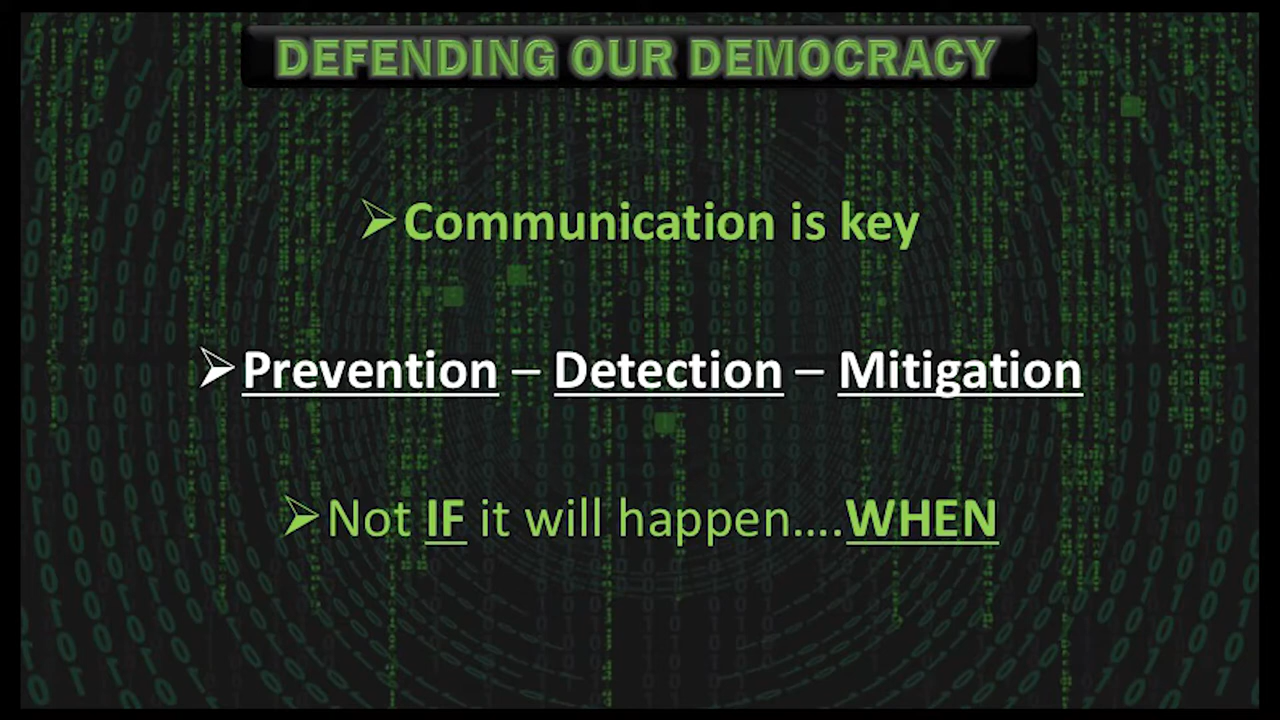 DEFENDING OUR DEMOCRACY
➢Communication is key
➢Prevention – Detection – Mitigation
➢Not IF it will happen....WHEN